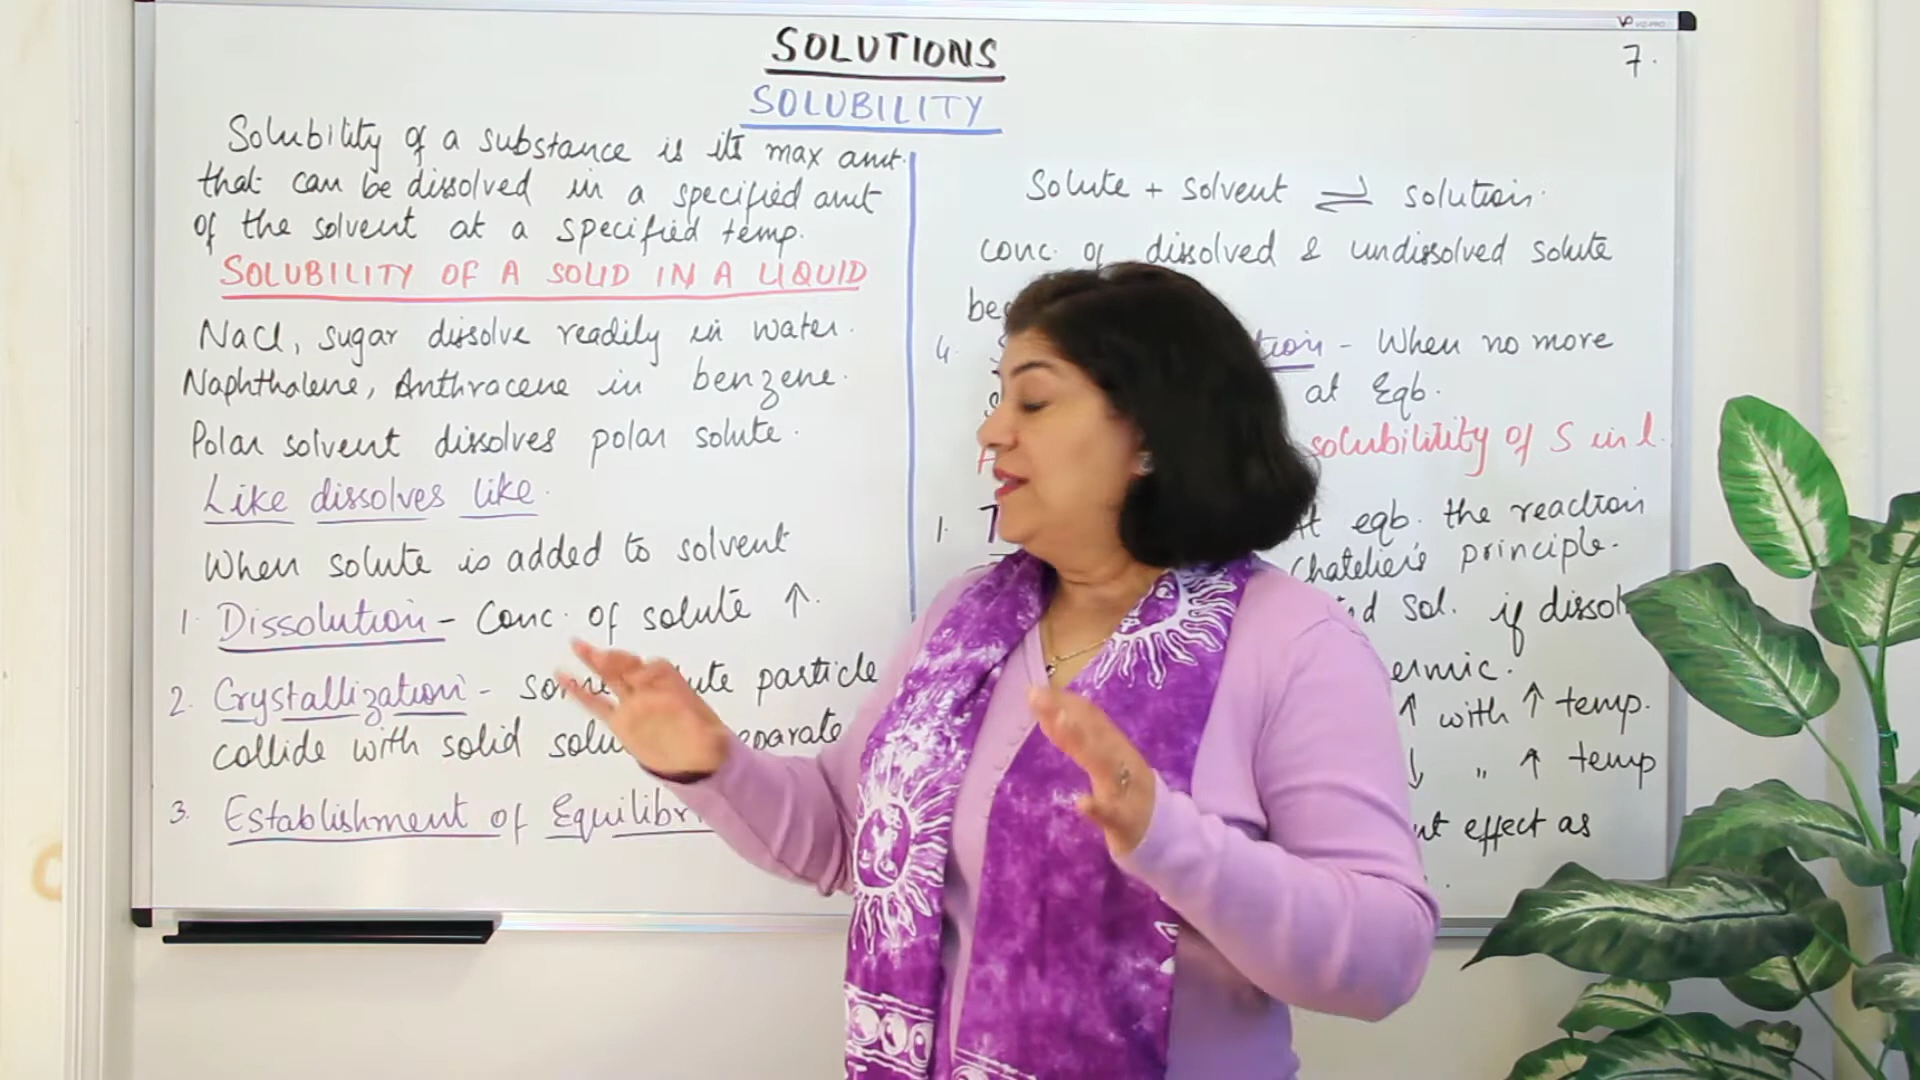 SOLUTIONS
7.
SOLUBILITY
Solubility of a substance is its max amt.
that can be dissolved in a specified amt
of the solvent at a specified temp.
SOLUBILITY OF A SOLID IN A LIQUID
NaCl, sugar dissolve readily in water.
Naphthalene, Anthracene in benzene.
Polar solvent dissolves polar solute.
Like dissolves like.
When solute is added to solvent
1. Dissolution - Conc. of solute ↑.
2. Crystallization - some particle
collide with solid
3. Establishment of
Solute + solvent ⇌ solution.
conc. of dissolved & undissolved solute
4. - When no more
at Eqb.
solubility of S in l.
1. eqb. the reaction
Chatelier's principle.
sol. if
↑ with ↑ temp.
↓ " ↑ temp
effect as